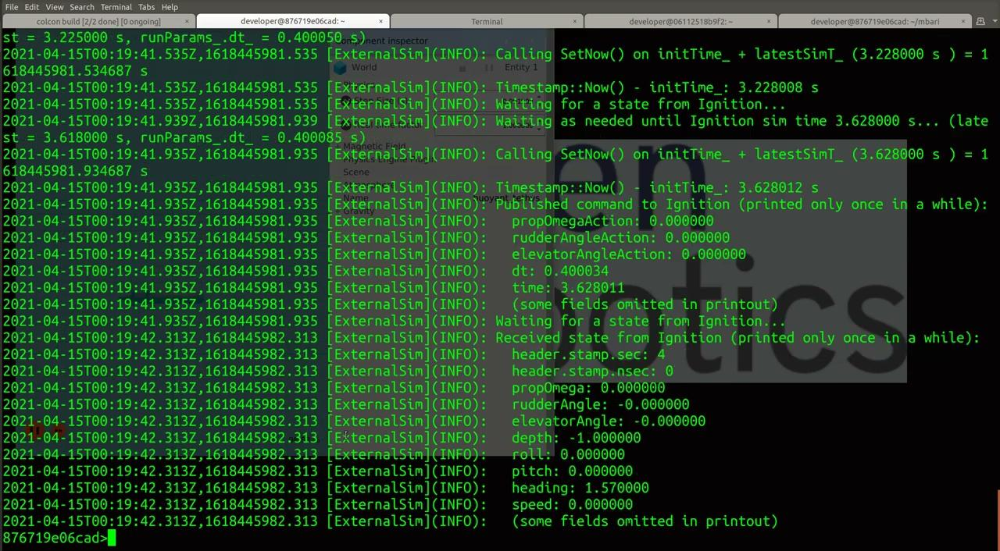 File Edit View Search Terminal Tabs Help
colcon build [2/2 done] [0 ongoing] × developer@876719e06cad: ~ × Terminal × developer@06112518b9f2: ~ × developer@876719e06cad: ~/mbari ×
st = 3.225000 s, runParams_.dt_ = 0.400050 s)
2021-04-15T00:19:41.535Z,1618445981.535 [ExternalSim](INFO): Calling SetNow() on initTime_ + latestSimT_ (3.228000 s ) = 1
618445981.534687 s
2021-04-15T00:19:41.535Z,1618445981.535 [ExternalSim](INFO): Timestamp::Now() - initTime_: 3.228008 s
2021-04-15T00:19:41.535Z,1618445981.535 [ExternalSim](INFO): Waiting for a state from Ignition...
2021-04-15T00:19:41.939Z,1618445981.939 [ExternalSim](INFO): Waiting as needed until Ignition sim time 3.628000 s... (late
st = 3.618000 s, runParams_.dt_ = 0.400085 s)
2021-04-15T00:19:41.935Z,1618445981.935 [ExternalSim](INFO): Calling SetNow() on initTime_ + latestSimT_ (3.628000 s ) = 1
618445981.934687 s
2021-04-15T00:19:41.935Z,1618445981.935 [ExternalSim](INFO): Timestamp::Now() - initTime_: 3.628012 s
2021-04-15T00:19:41.935Z,1618445981.935 [ExternalSim](INFO): Published command to Ignition (printed only once in a while):
2021-04-15T00:19:41.935Z,1618445981.935 [ExternalSim](INFO):   propOmegaAction: 0.000000
2021-04-15T00:19:41.935Z,1618445981.935 [ExternalSim](INFO):   rudderAngleAction: 0.000000
2021-04-15T00:19:41.935Z,1618445981.935 [ExternalSim](INFO):   elevatorAngleAction: 0.000000
2021-04-15T00:19:41.935Z,1618445981.935 [ExternalSim](INFO):   dt: 0.400034
2021-04-15T00:19:41.935Z,1618445981.935 [ExternalSim](INFO):   time: 3.628011
2021-04-15T00:19:41.935Z,1618445981.935 [ExternalSim](INFO):   (some fields omitted in printout)
2021-04-15T00:19:41.935Z,1618445981.935 [ExternalSim](INFO): Waiting for a state from Ignition...
2021-04-15T00:19:42.313Z,1618445982.313 [ExternalSim](INFO): Received state from Ignition (printed only once in a while):
2021-04-15T00:19:42.313Z,1618445982.313 [ExternalSim](INFO):   header.stamp.sec: 4
2021-04-15T00:19:42.313Z,1618445982.313 [ExternalSim](INFO):   header.stamp.nsec: 0
2021-04-15T00:19:42.313Z,1618445982.313 [ExternalSim](INFO):   propOmega: 0.000000
2021-04-15T00:19:42.313Z,1618445982.313 [ExternalSim](INFO):   rudderAngle: -0.000000
2021-04-15T00:19:42.313Z,1618445982.313 [ExternalSim](INFO):   elevatorAngle: -0.000000
2021-04-15T00:19:42.313Z,1618445982.313 [ExternalSim](INFO):   depth: -1.000000
2021-04-15T00:19:42.313Z,1618445982.313 [ExternalSim](INFO):   roll: 0.000000
2021-04-15T00:19:42.313Z,1618445982.313 [ExternalSim](INFO):   pitch: 0.000000
2021-04-15T00:19:42.313Z,1618445982.313 [ExternalSim](INFO):   heading: 1.570000
2021-04-15T00:19:42.313Z,1618445982.313 [ExternalSim](INFO):   speed: 0.000000
2021-04-15T00:19:42.313Z,1618445982.313 [ExternalSim](INFO):   (some fields omitted in printout)
876719e06cad>
World Entity 1
Magnetic Field
Scene
Name buoyant_tethys
Gravity